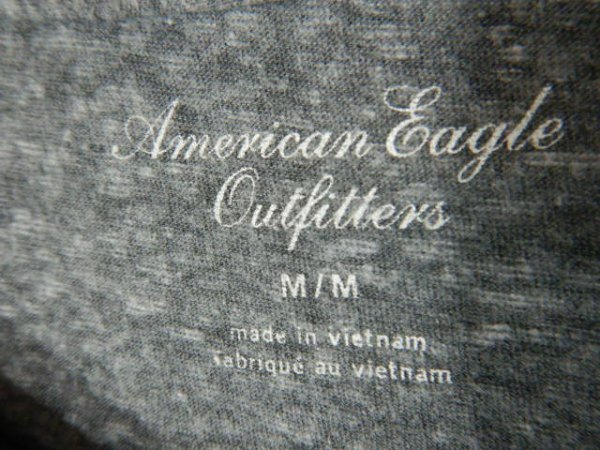 American Eagle
Outfitters
M/M
made in vietnam
fabriqué au vietnam